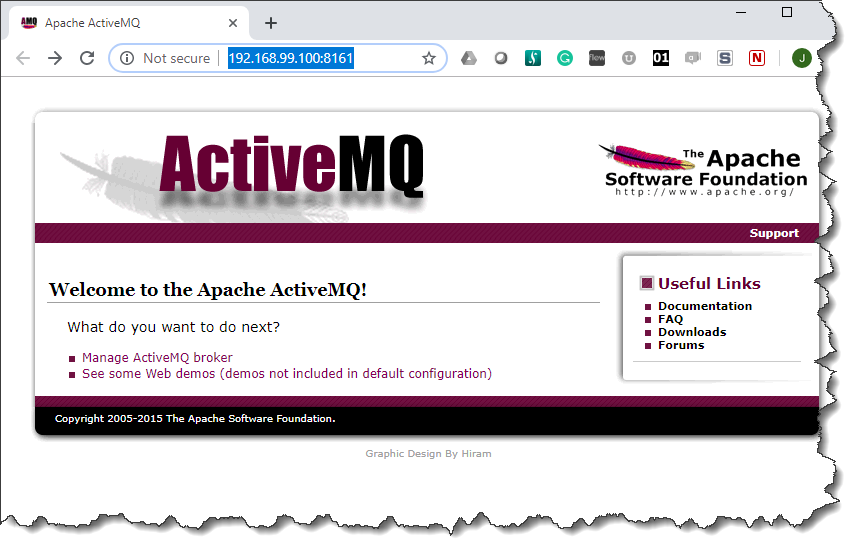 AMQ
Apache ActiveMQ
Not secure
192.168.99.100:8161
flow
01
S
N
J
ActiveMQ
The Apache
Software Foundation
http://www.apache.org/
Support
Welcome to the Apache ActiveMQ!
What do you want to do next?
Manage ActiveMQ broker
See some Web demos (demos not included in default configuration)
Useful Links
Documentation
FAQ
Downloads
Forums
Copyright 2005-2015 The Apache Software Foundation.
Graphic Design By Hiram